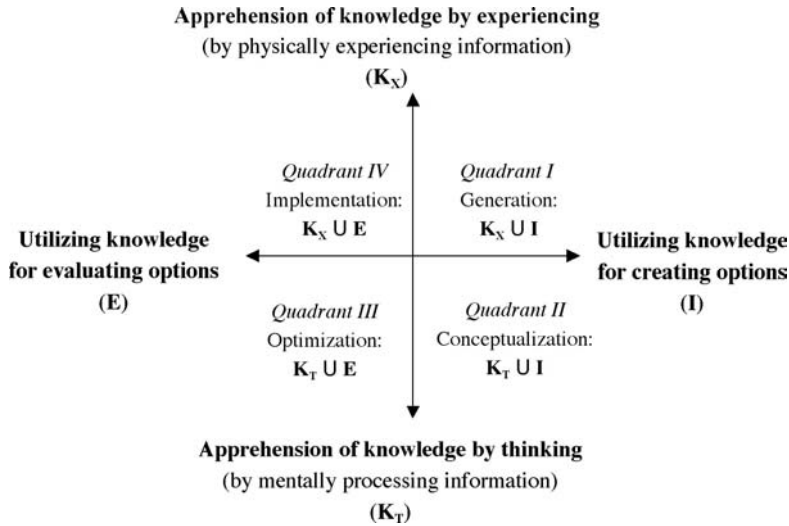 Apprehension of knowledge by experiencing
(by physically experiencing information)
(K_X)
Quadrant IV
Implementation:
K_X ∪ E
Quadrant I
Generation:
K_X ∪ I
Utilizing knowledge
for evaluating options
(E)
Utilizing knowledge
for creating options
(I)
Quadrant III
Optimization:
K_T ∪ E
Quadrant II
Conceptualization:
K_T ∪ I
Apprehension of knowledge by thinking
(by mentally processing information)
(K_T)